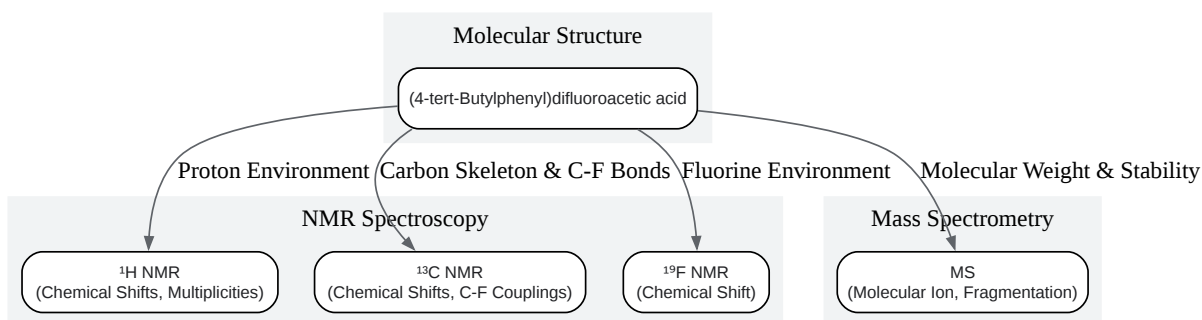 Molecular Structure
(4-tert-Butylphenyl)difluoroacetic acid
Proton Environment
Carbon Skeleton & C-F Bonds
Fluorine Environment
Molecular Weight & Stability
NMR Spectroscopy
Mass Spectrometry
¹H NMR
(Chemical Shifts, Multiplicities)
¹³C NMR
(Chemical Shifts, C-F Couplings)
¹⁹F NMR
(Chemical Shift)
MS
(Molecular Ion, Fragmentation)